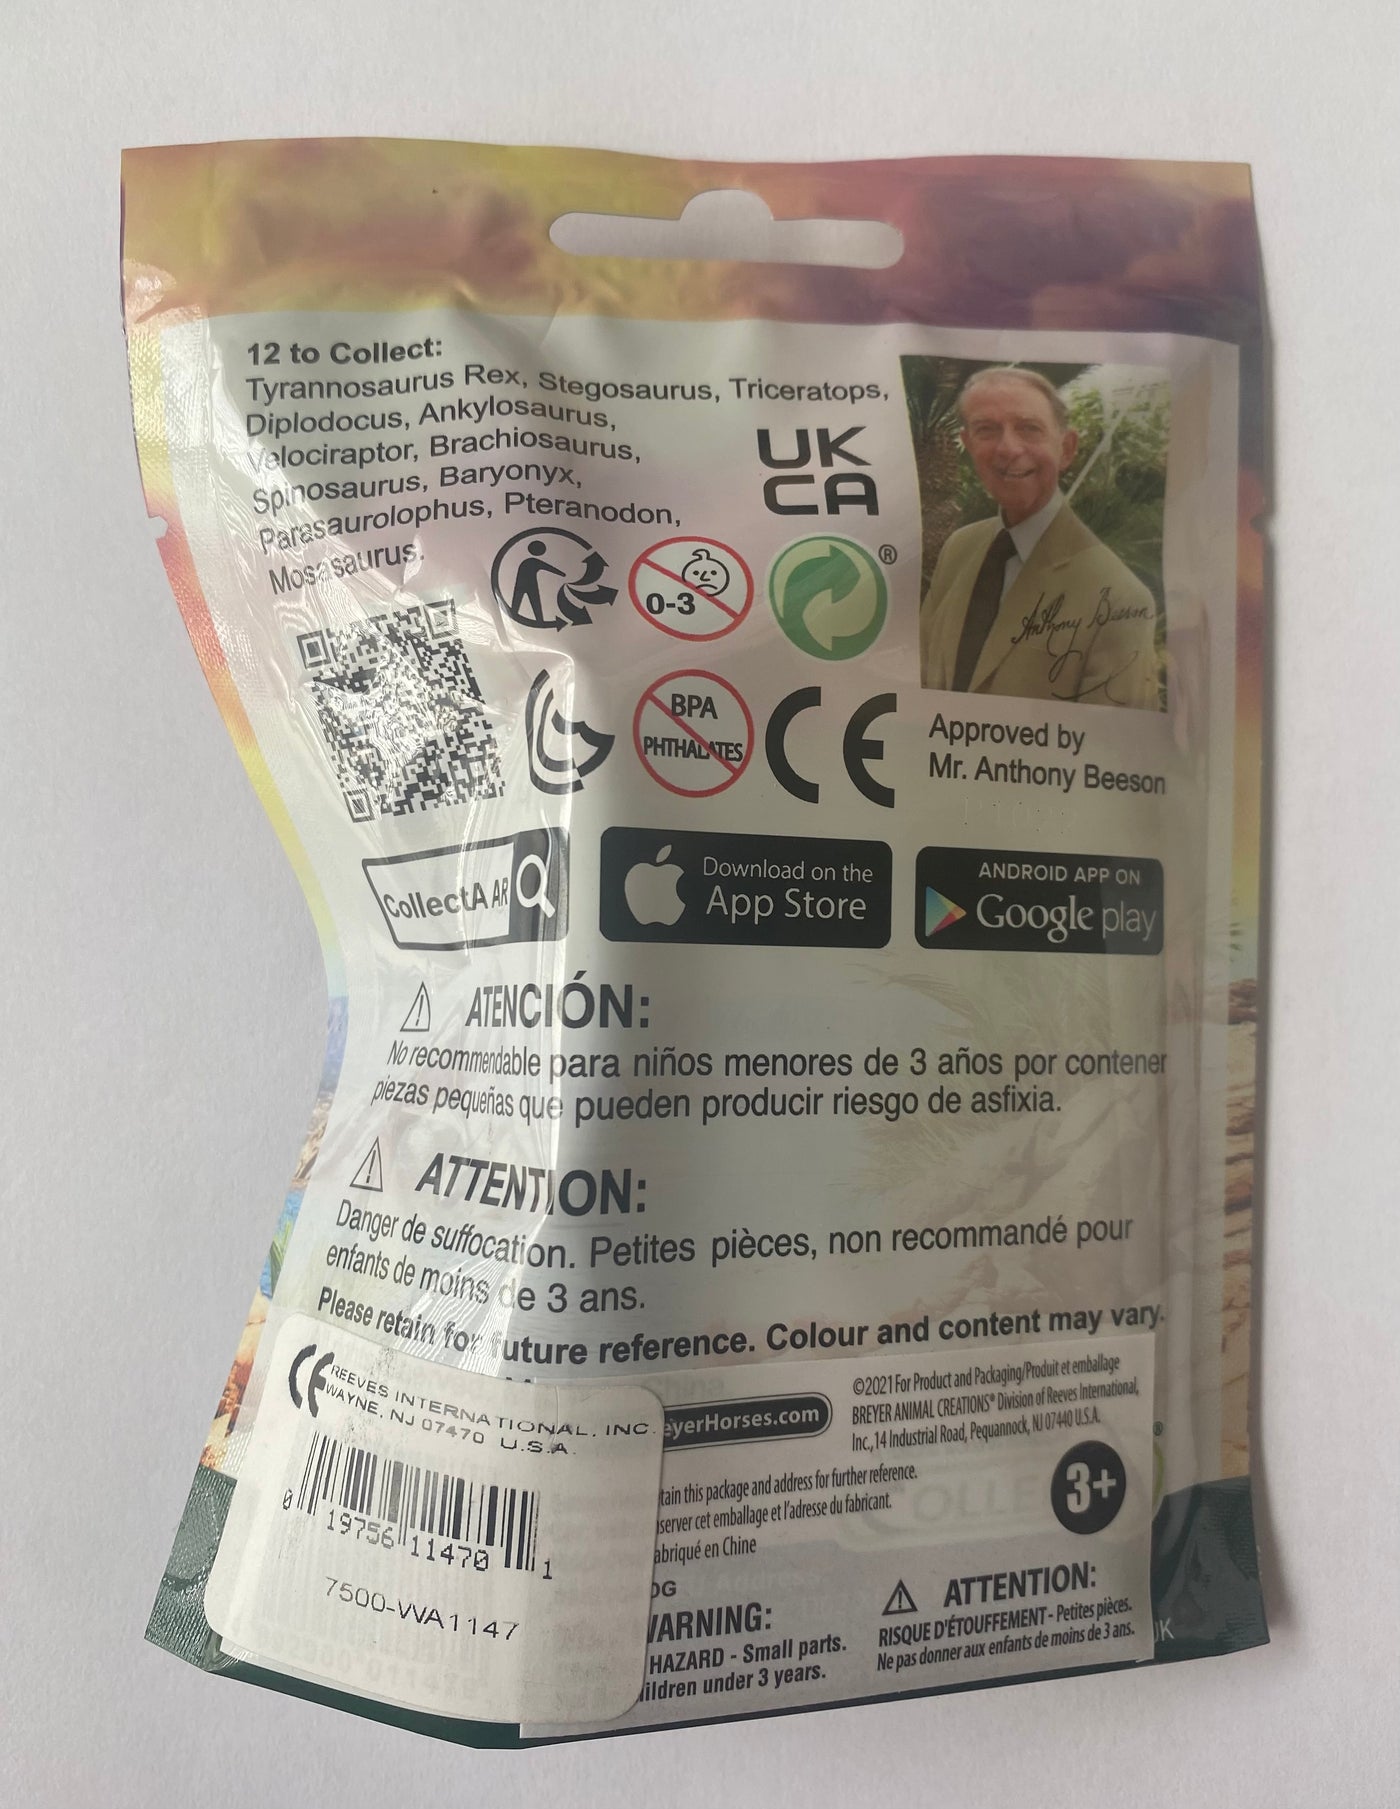 12 to Collect:
Tyrannosaurus Rex, Stegosaurus, Triceratops,
Diplodocus, Ankylosaurus,
Velociraptor, Brachiosaurus,
Spinosaurus, Baryonyx,
Parasaurolophus, Pteranodon,
Mosasaurus.
UK
CA
0-3
®
BPA
PHTHALATES
CE
Anthony Beeson
Approved by
Mr. Anthony Beeson
CollectA AR
Download on the
App Store
ANDROID APP ON
Google play
ATENCIÓN:
No recommendable para niños menores de 3 años por contener
piezas pequeñas que pueden producir riesgo de asfixia.
ATTENTION:
Danger de suffocation. Petites pièces, non recommandé pour
enfants de moins de 3 ans.
Please retain for future reference. Colour and content may vary.
CE
REEVES INTERNATIONAL, INC.
WAYNE, NJ 07470 U.S.A.
0 19756 11470 1
7500-VVA1147
eyerHorses.com
©2021 For Product and Packaging/Produit et emballage
BREYER ANIMAL CREATIONS® Division of Reeves International,
Inc., 14 Industrial Road, Pequannock, NJ 07440 U.S.A.
tain this package and address for further reference.
server cet emballage et l'adresse du fabricant.
abriqué en Chine
3+
OG
ARNING:
HAZARD - Small parts.
ildren under 3 years.
ATTENTION:
RISQUE D'ÉTOUFFEMENT - Petites pièces.
Ne pas donner aux enfants de moins de 3 ans.
UK